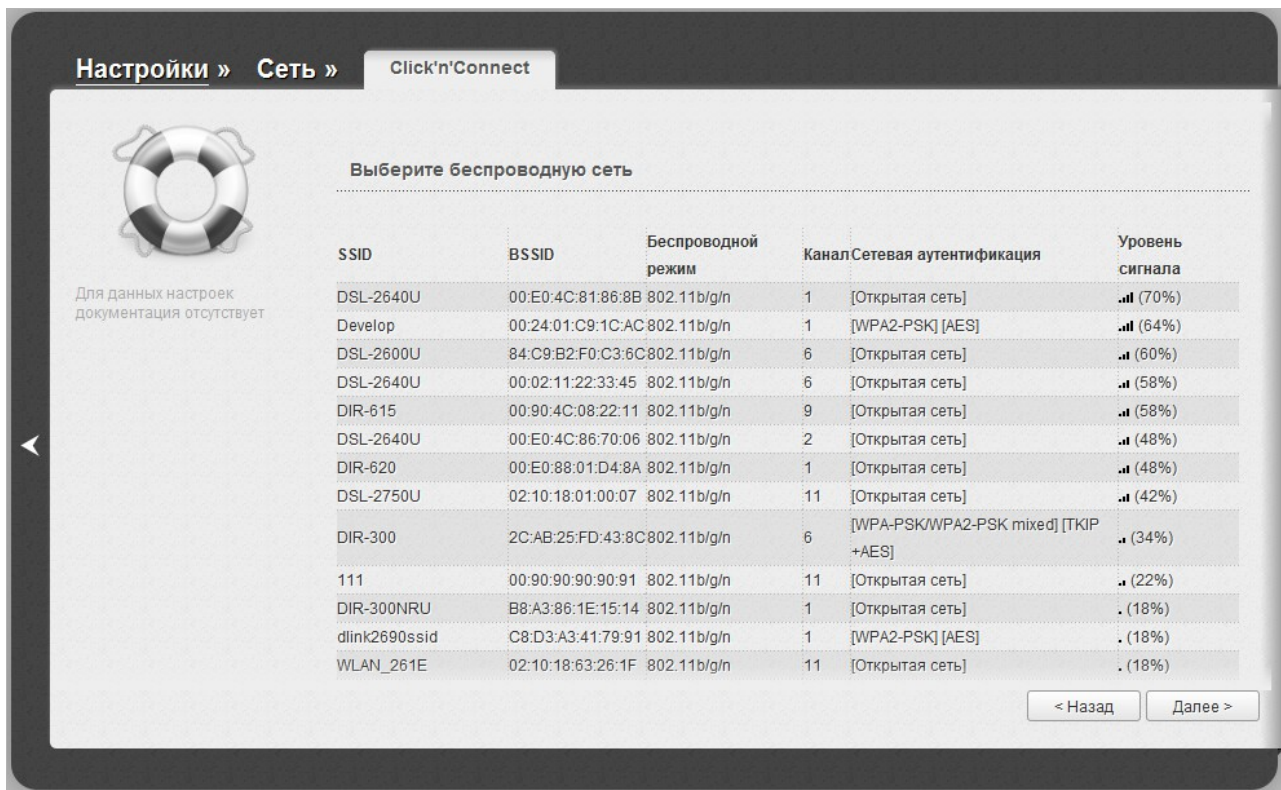 Настройки » Сеть » Click'n'Connect
Для данных настроек
документация отсутствует
Выберите беспроводную сеть
SSID BSSID Беспроводной режим Канал Сетевая аутентификация Уровень сигнала
DSL-2640U 00:E0:4C:81:86:8B 802.11b/g/n 1 [Открытая сеть] (70%)
Develop 00:24:01:C9:1C:AC 802.11b/g/n 1 [WPA2-PSK] [AES] (64%)
DSL-2600U 84:C9:B2:F0:C3:6C 802.11b/g/n 6 [Открытая сеть] (60%)
DSL-2640U 00:02:11:22:33:45 802.11b/g/n 6 [Открытая сеть] (58%)
DIR-615 00:90:4C:08:22:11 802.11b/g/n 9 [Открытая сеть] (58%)
DSL-2640U 00:E0:4C:86:70:06 802.11b/g/n 2 [Открытая сеть] (48%)
DIR-620 00:E0:88:01:D4:8A 802.11b/g/n 1 [Открытая сеть] (48%)
DSL-2750U 02:10:18:01:00:07 802.11b/g/n 11 [Открытая сеть] (42%)
DIR-300 2C:AB:25:FD:43:8C 802.11b/g/n 6 [WPA-PSK/WPA2-PSK mixed] [TKIP +AES] (34%)
111 00:90:90:90:90:91 802.11b/g/n 11 [Открытая сеть] (22%)
DIR-300NRU B8:A3:86:1E:15:14 802.11b/g/n 1 [Открытая сеть] (18%)
dlink2690ssid C8:D3:A3:41:79:91 802.11b/g/n 1 [WPA2-PSK] [AES] (18%)
WLAN_261E 02:10:18:63:26:1F 802.11b/g/n 11 [Открытая сеть] (18%)
< Назад Далее >